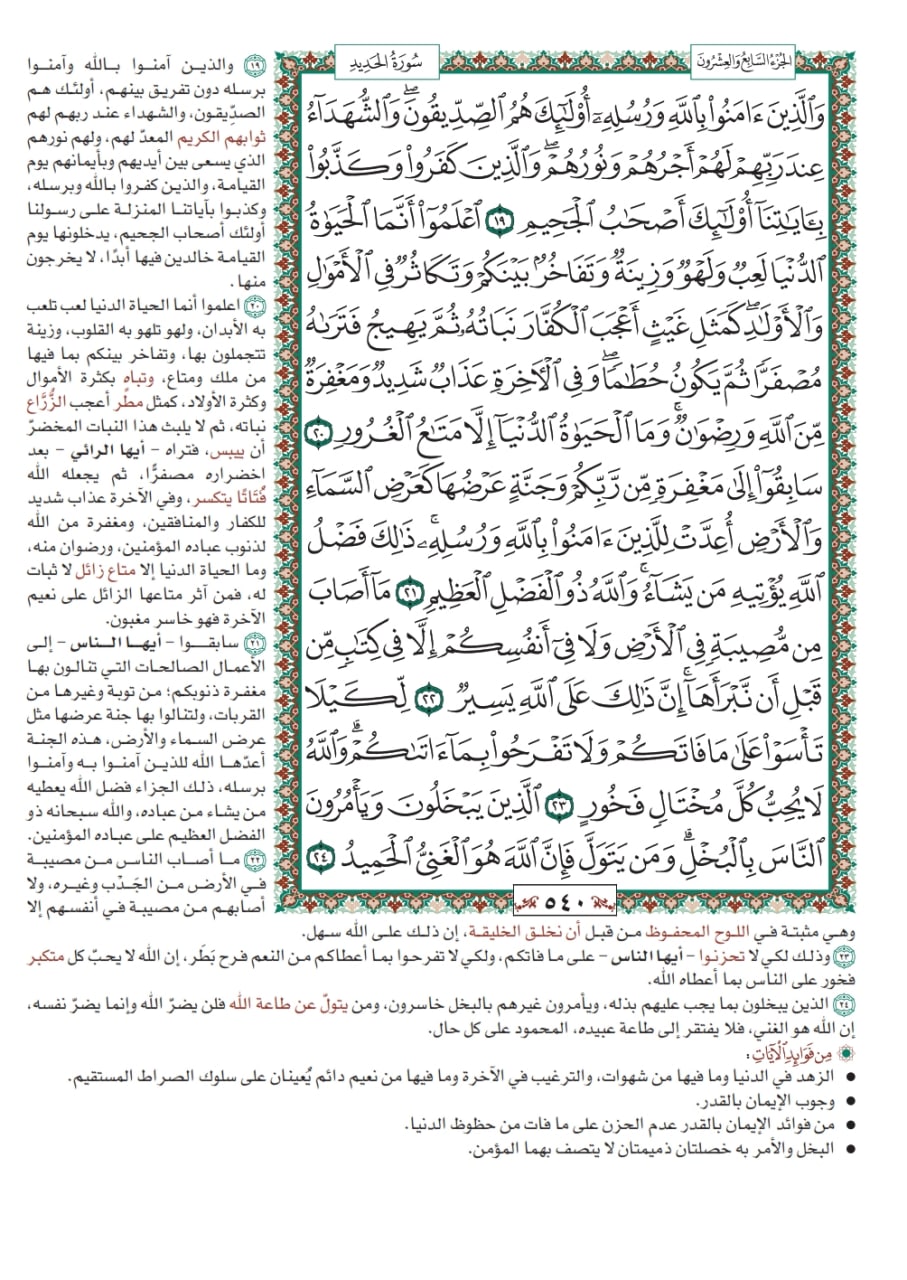 الجُزْءُ السَّابِعُ وَالعِشْرُونَ
سُورَةُ الحَدِيدِ
وَالَّذِينَ ءَامَنُوا۟ بِٱللَّهِ وَرُسُلِهِۦٓ أُو۟لَٰٓئِكَ هُمُ ٱلصِّدِّيقُونَۖ وَٱلشُّهَدَآءُ
عِندَ رَبِّهِمْ لَهُمْ أَجْرُهُمْ وَنُورُهُمْۖ وَٱلَّذِينَ كَفَرُوا۟ وَكَذَّبُوا۟
بِـَٔايَٰتِنَآ أُو۟لَٰٓئِكَ أَصْحَٰبُ ٱلْجَحِيمِ ١٩ ٱعْلَمُوٓا۟ أَنَّمَا ٱلْحَيَوٰةُ
ٱلدُّنْيَا لَعِبٌ وَلَهْوٌ وَزِينَةٌ وَتَفَاخُرٌۢ بَيْنَكُمْ وَتَكَاثُرٌ فِى ٱلْأَمْوَٰلِ
وَٱلْأَوْلَٰدِۖ كَمَثَلِ غَيْثٍ أَعْجَبَ ٱلْكُفَّارَ نَبَاتُهُۥ ثُمَّ يَهِيجُ فَتَرَىٰهُ
مُصْفَرًّا ثُمَّ يَكُونُ حُطَٰمًاۖ وَفِى ٱلْـَٔاخِرَةِ عَذَابٌ شَدِيدٌ وَمَغْفِرَةٌ
مِّنَ ٱللَّهِ وَرِضْوَٰنٌۚ وَمَا ٱلْحَيَوٰةُ ٱلدُّنْيَآ إِلَّا مَتَٰعُ ٱلْغُرُورِ ٢٠
سَابِقُوٓا۟ إِلَىٰ مَغْفِرَةٍ مِّن رَّبِّكُمْ وَجَنَّةٍ عَرْضُهَا كَعَرْضِ ٱلسَّمَآءِ
وَٱلْأَرْضِ أُعِدَّتْ لِلَّذِينَ ءَامَنُوا۟ بِٱللَّهِ وَرُسُلِهِۦۚ ذَٰلِكَ فَضْلُ
ٱللَّهِ يُؤْتِيهِ مَن يَشَآءُۚ وَٱللَّهُ ذُو ٱلْفَضْلِ ٱلْعَظِيمِ ٢١ مَآ أَصَابَ
مِن مُّصِيبَةٍ فِى ٱلْأَرْضِ وَلَا فِىٓ أَنفُسِكُمْ إِلَّا فِى كِتَٰبٍ مِّن
قَبْلِ أَن نَّبْرَأَهَآۚ إِنَّ ذَٰلِكَ عَلَى ٱللَّهِ يَسِيرٌ ٢٢ لِّكَيْلَا
تَأْسَوْا۟ عَلَىٰ مَا فَاتَكُمْ وَلَا تَفْرَحُوا۟ بِمَآ ءَاتَىٰكُمْۗ وَٱللَّهُ
لَا يُحِبُّ كُلَّ مُخْتَالٍ فَخُورٍ ٢٣ ٱلَّذِينَ يَبْخَلُونَ وَيَأْمُرُونَ
ٱلنَّاسَ بِٱلْبُخْلِۗ وَمَن يَتَوَلَّ فَإِنَّ ٱللَّهَ هُوَ ٱلْغَنِىُّ ٱلْحَمِيدُ ٢٤
٥٤٠
١٩ والذين آمنوا بالله وآمنوا
برسله دون تفريق بينهم، أولئك هم
الصدِّيقون، والشهداء عند ربهم لهم
ثوابهم الكريم المعدّ لهم، ولهم نورهم
الذي يسعى بين أيديهم وبأيمانهم يوم
القيامة، والذين كفروا بالله وبرسله،
وكذبوا بآياتنا المنزلة على رسولنا
أولئك أصحاب الجحيم، يدخلونها يوم
القيامة خالدين فيها أبدًا، لا يخرجون
منها.
٢٠ اعلموا أنما الحياة الدنيا لعب تلعب
به الأبدان، ولهو تلهو به القلوب، وزينة
تتجملون بها، وتفاخر بينكم بما فيها
من ملك ومتاع، وتباهٍ بكثرة الأموال
وكثرة الأولاد، كمثل مطر أعجب الزُّرَّاع
نباته، ثم لا يلبث هذا النبات المخضرّ
أن ييبس، فتراه - أيها الرائي - بعد
اخضراره مصفرًّا، ثم يجعله الله
فُتَاتًا يتكسر، وفي الآخرة عذاب شديد
للكفار والمنافقين، ومغفرة من الله
لذنوب عباده المؤمنين، ورضوان منه،
وما الحياة الدنيا إلا متاع زائل لا ثبات
له، فمن آثر متاعها الزائل على نعيم
الآخرة فهو خاسر مغبون.
٢١ سابقوا - أيها الناس - إلى
الأعمال الصالحات التي تنالون بها
مغفرة ذنوبكم؛ من توبة وغيرها من
القربات، ولتنالوا بها جنة عرضها مثل
عرض السماء والأرض، هذه الجنة
أعدّها الله للذين آمنوا به وآمنوا
برسله، ذلك الجزاء فضل الله يعطيه
من يشاء من عباده، والله سبحانه ذو
الفضل العظيم على عباده المؤمنين.
٢٢ ما أصاب الناس من مصيبة
في الأرض من الجَدْب وغيره، ولا
أصابهم من مصيبة في أنفسهم إلا
وهي مثبتة في اللوح المحفوظ من قبل أن نخلق الخليقة، إن ذلك على الله سهل.
٢٣ وذلك لكي لا تحزنوا - أيها الناس - على ما فاتكم، ولكي لا تفرحوا بما أعطاكم من النعم فرح بَطَر، إن الله لا يحبّ كل متكبر
فخور على الناس بما أعطاه الله.
٢٤ الذين يبخلون بما يجب عليهم بذله، ويأمرون غيرهم بالبخل خاسرون، ومن يتولّ عن طاعة الله فلن يضرّ الله وإنما يضرّ نفسه،
إن الله هو الغني، فلا يفتقر إلى طاعة عبيده، المحمود على كل حال.
مِن فَوَائِدِ الآيَاتِ:
• الزهد في الدنيا وما فيها من شهوات، والترغيب في الآخرة وما فيها من نعيم دائم يُعينان على سلوك الصراط المستقيم.
• وجوب الإيمان بالقدر.
• من فوائد الإيمان بالقدر عدم الحزن على ما فات من حظوظ الدنيا.
• البخل والأمر به خصلتان ذميمتان لا يتصف بهما المؤمن.